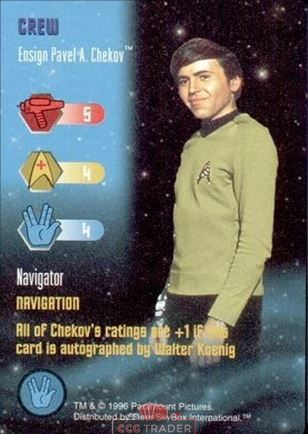 CREW
Ensign Pavel A. Chekov™
5
4
4
Navigator
NAVIGATION
All of Chekov's ratings are +1 if this
card is autographed by Walter Koenig
TM & © 1996 Paramount Pictures.
Distributed by Fleer/SkyBox International.™
CCG TRADER